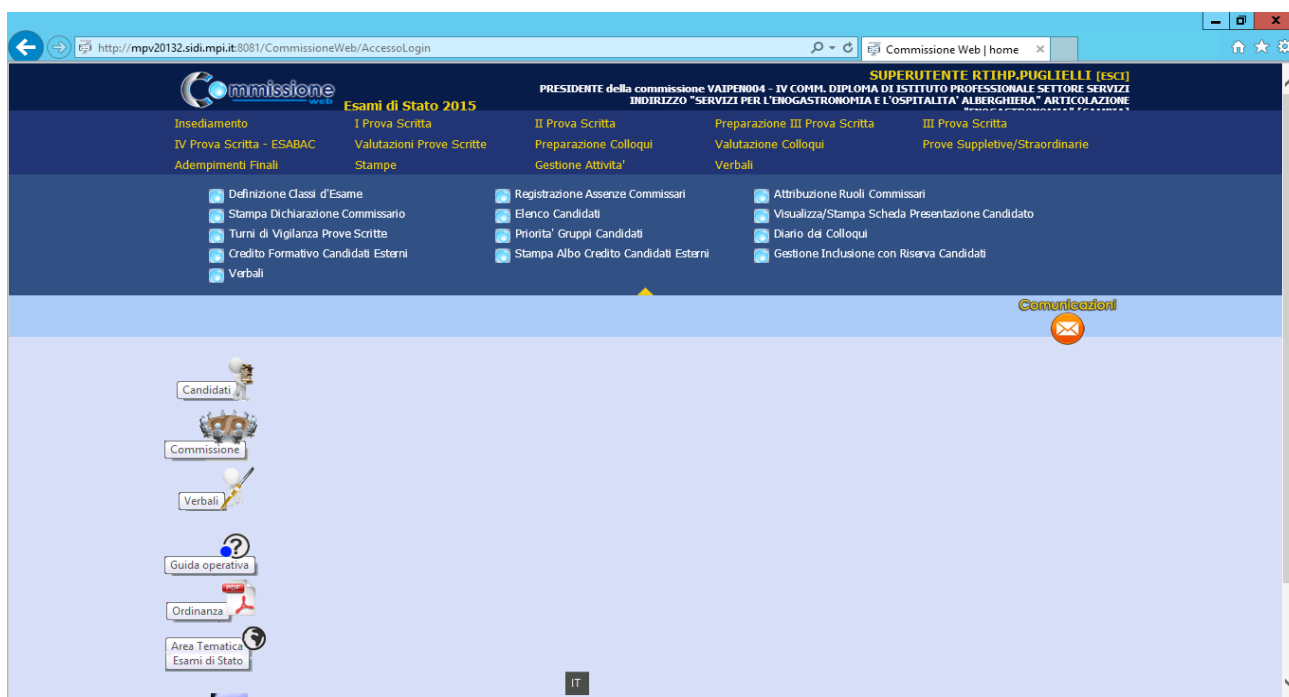 http://mpv20132.sidi.mpi.it:8081/CommissioneWeb/AccessoLogin
Commissione Web | home
Commissione web
Esami di Stato 2015
SUPERUTENTE RTIHP.PUGLIELLI [ESCI]
PRESIDENTE della commissione VAIPEN004 - IV COMM. DIPLOMA DI ISTITUTO PROFESSIONALE SETTORE SERVIZI
INDIRIZZO "SERVIZI PER L'ENOGASTRONOMIA E L'OSPITALITA' ALBERGHIERA" ARTICOLAZIONE
"ENOGASTRONOMIA" [CAMBIA]
Insediamento I Prova Scritta II Prova Scritta Preparazione III Prova Scritta III Prova Scritta
IV Prova Scritta - ESABAC Valutazioni Prove Scritte Preparazione Colloqui Valutazione Colloqui Prove Suppletive/Straordinarie
Adempimenti Finali Stampe Gestione Attivita' Verbali
Definizione Classi d'Esame Registrazione Assenze Commissari Attribuzione Ruoli Commissari
Stampa Dichiarazione Commissario Elenco Candidati Visualizza/Stampa Scheda Presentazione Candidato
Turni di Vigilanza Prove Scritte Priorita' Gruppi Candidati Diario dei Colloqui
Credito Formativo Candidati Esterni Stampa Albo Credito Candidati Esterni Gestione Inclusione con Riserva Candidati
Verbali
Comunicazioni
Candidati
Commissione
Verbali
Guida operativa
PDF
Ordinanza
Area Tematica
Esami di Stato
IT